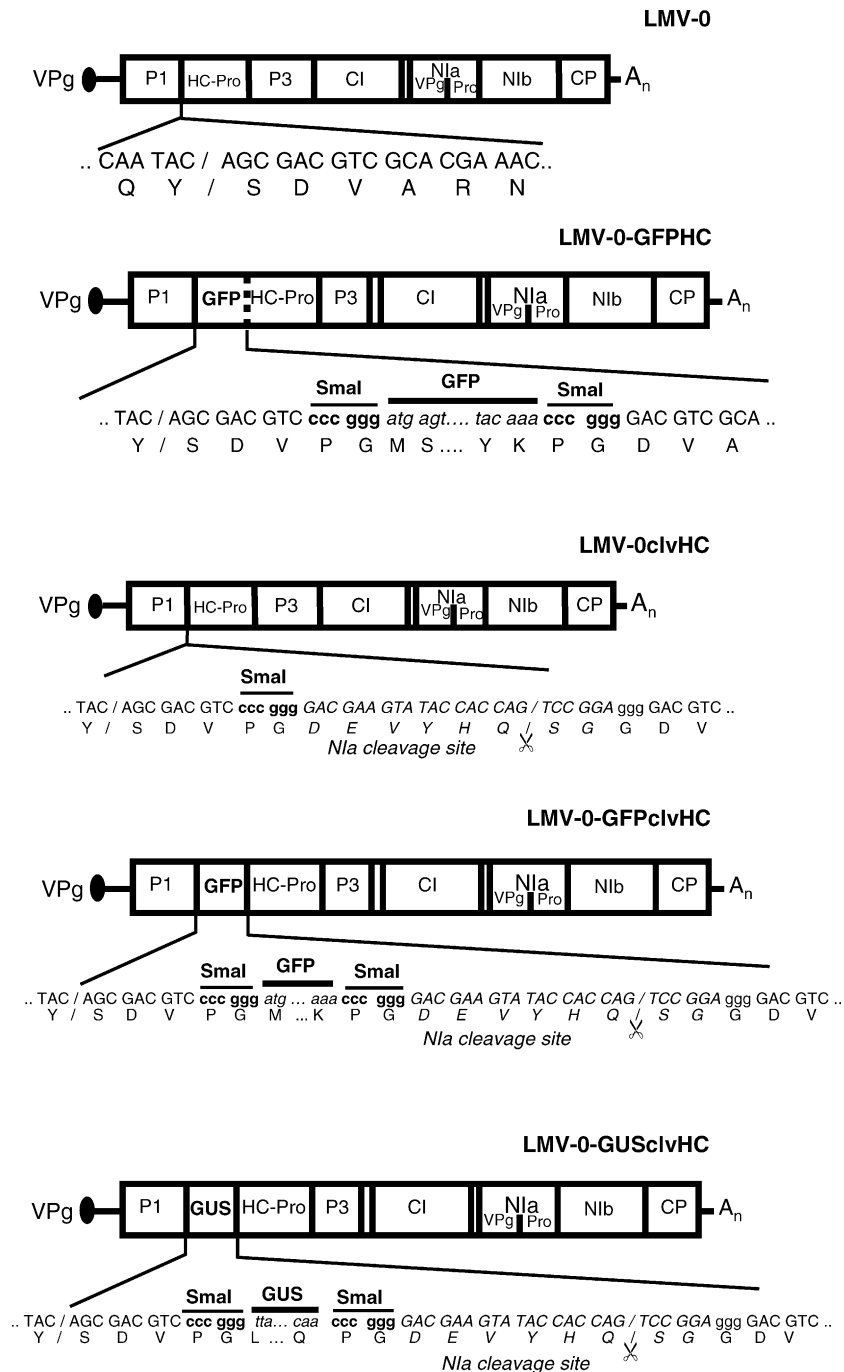 LMV-0
VPg P1 HC-Pro P3 CI NIa VPg Pro NIb CP An
.. CAA TAC / AGC GAC GTC GCA CGA AAC..
Q Y / S D V A R N
LMV-0-GFPHC
VPg P1 GFP HC-Pro P3 CI NIa VPg Pro NIb CP An
SmaI GFP SmaI
.. TAC / AGC GAC GTC ccc ggg atg agt.... tac aaa ccc ggg GAC GTC GCA ..
Y / S D V P G M S .... Y K P G D V A
LMV-0clvHC
VPg P1 HC-Pro P3 CI NIa VPg Pro NIb CP An
SmaI
.. TAC / AGC GAC GTC ccc ggg GAC GAA GTA TAC CAC CAG / TCC GGA ggg GAC GTC ..
Y / S D V P G D E V Y H Q / S G G D V
NIa cleavage site
LMV-0-GFPclvHC
VPg P1 GFP HC-Pro P3 CI NIa VPg Pro NIb CP An
SmaI GFP SmaI
.. TAC / AGC GAC GTC ccc ggg atg ... aaa ccc ggg GAC GAA GTA TAC CAC CAG / TCC GGA ggg GAC GTC ..
Y / S D V P G M ... K P G D E V Y H Q / S G G D V
NIa cleavage site
LMV-0-GUSclvHC
VPg P1 GUS HC-Pro P3 CI NIa VPg Pro NIb CP An
SmaI GUS SmaI
.. TAC / AGC GAC GTC ccc ggg tta... caa ccc ggg GAC GAA GTA TAC CAC CAG / TCC GGA ggg GAC GTC ..
Y / S D V P G L ... Q P G D E V Y H Q / S G G D V
NIa cleavage site